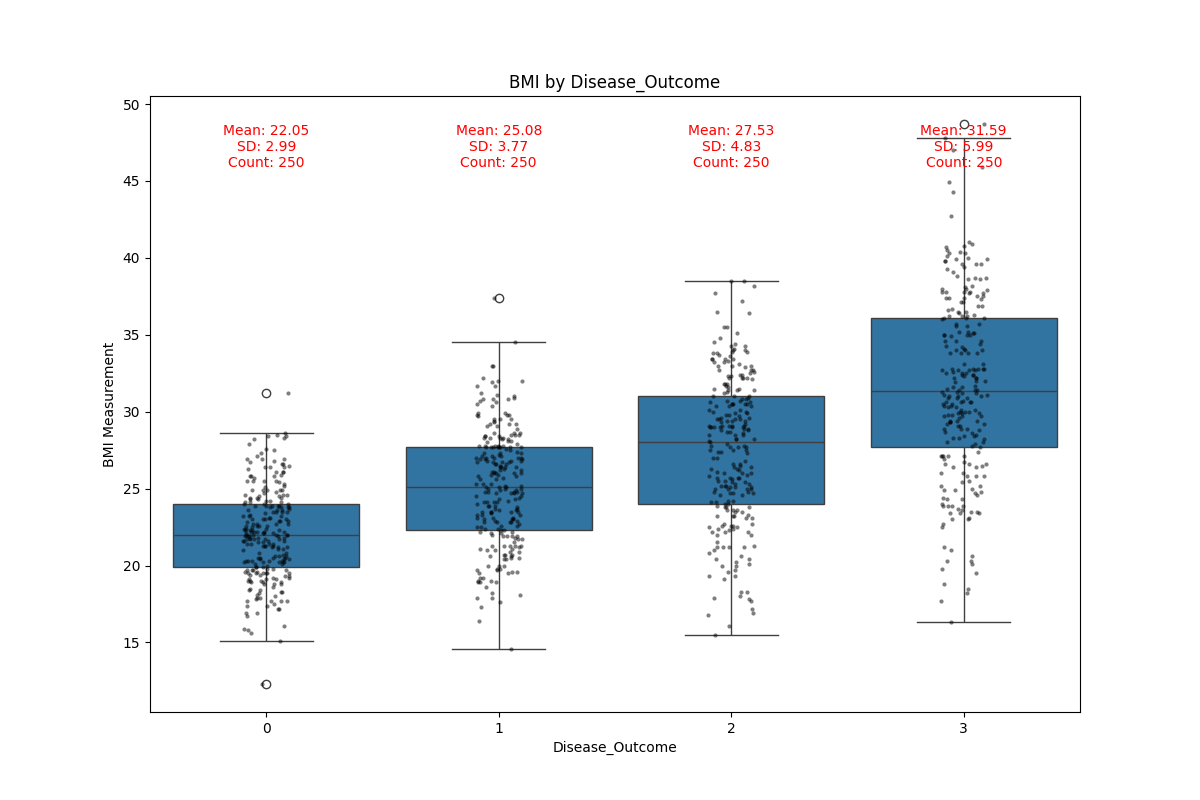 BMI by Disease_Outcome
50
45
40
35
30
25
20
15
BMI Measurement
Mean: 22.05
SD: 2.99
Count: 250
Mean: 25.08
SD: 3.77
Count: 250
Mean: 27.53
SD: 4.83
Count: 250
Mean: 31.59
SD: 5.99
Count: 250
0
1
2
3
Disease_Outcome